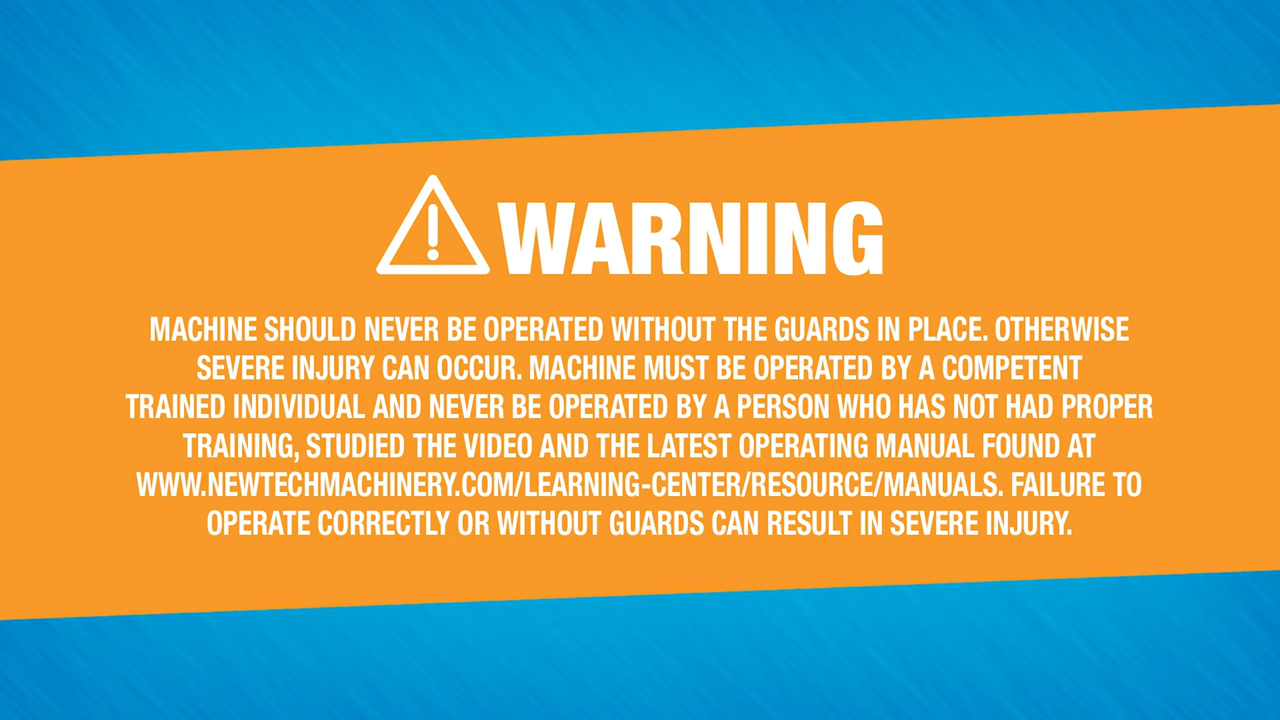 WARNING
MACHINE SHOULD NEVER BE OPERATED WITHOUT THE GUARDS IN PLACE. OTHERWISE
SEVERE INJURY CAN OCCUR. MACHINE MUST BE OPERATED BY A COMPETENT
TRAINED INDIVIDUAL AND NEVER BE OPERATED BY A PERSON WHO HAS NOT HAD PROPER
TRAINING, STUDIED THE VIDEO AND THE LATEST OPERATING MANUAL FOUND AT
WWW.NEWTECHMACHINERY.COM/LEARNING-CENTER/RESOURCE/MANUALS. FAILURE TO
OPERATE CORRECTLY OR WITHOUT GUARDS CAN RESULT IN SEVERE INJURY.